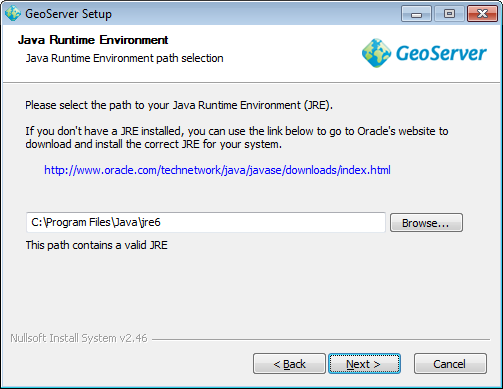 GeoServer Setup
Java Runtime Environment
Java Runtime Environment path selection
GeoServer
Please select the path to your Java Runtime Environment (JRE).
If you don't have a JRE installed, you can use the link below to go to Oracle's website to
download and install the correct JRE for your system.
http://www.oracle.com/technetwork/java/javase/downloads/index.html
C:\Program Files\Java\jre6
Browse...
This path contains a valid JRE
Nullsoft Install System v2.46
< Back
Next >
Cancel